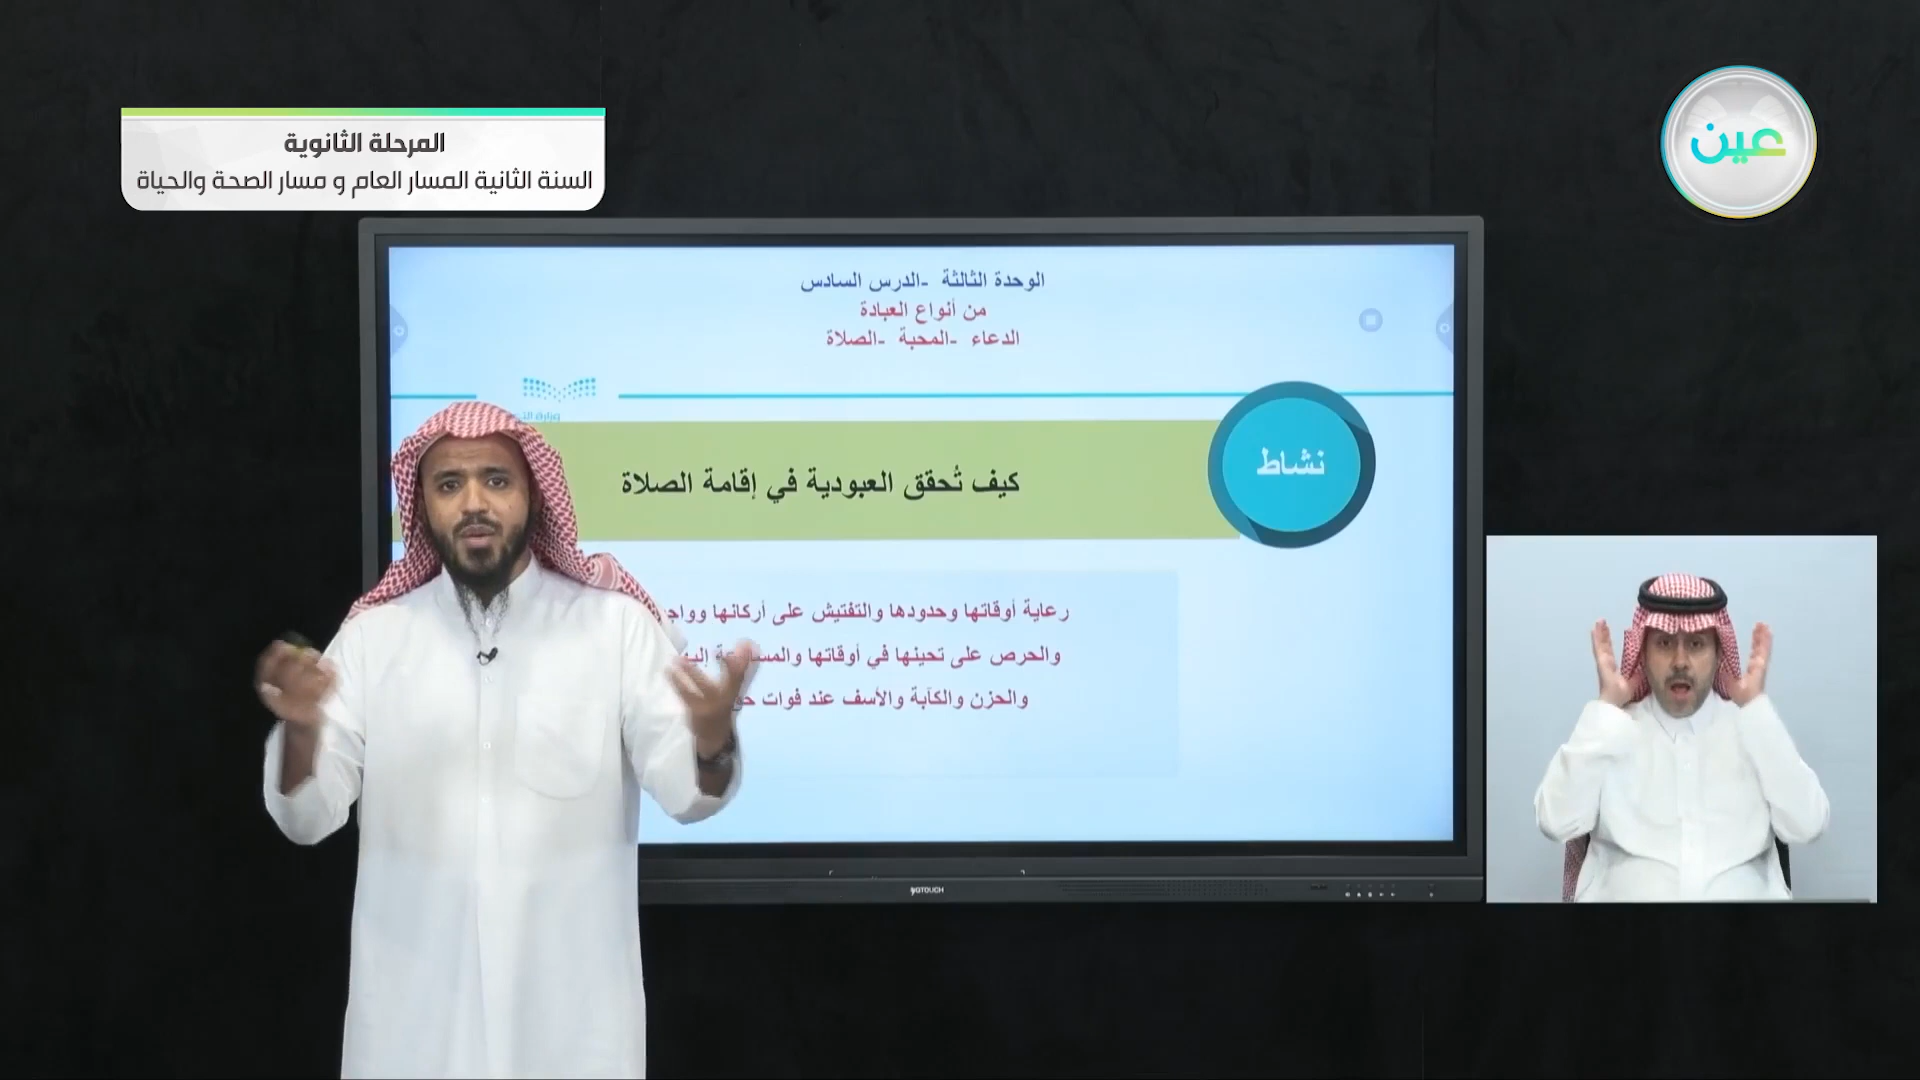 المرحلة الثانوية
السنة الثانية المسار العام و مسار الصحة والحياة
عين
الوحدة الثالثة -الدرس السادس
من أنواع العبادة
الدعاء -المحبة -الصلاة
وزارة
نشاط
كيف تُحقق العبودية في إقامة الصلاة
رعاية أوقاتها وحدودها والتفتيش على أركانها
والحرص على تحينها في أوقاتها
والحزن والكآبة والأسف عند فوات